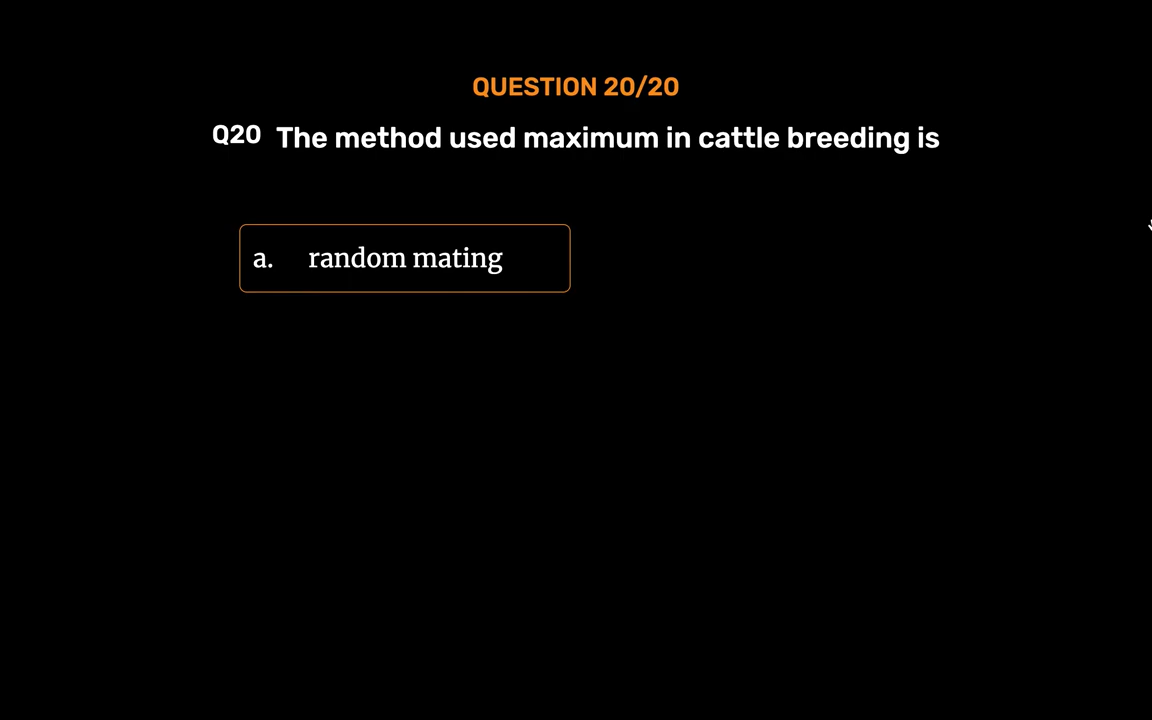 QUESTION 20/20
Q20 The method used maximum in cattle breeding is
a. random mating